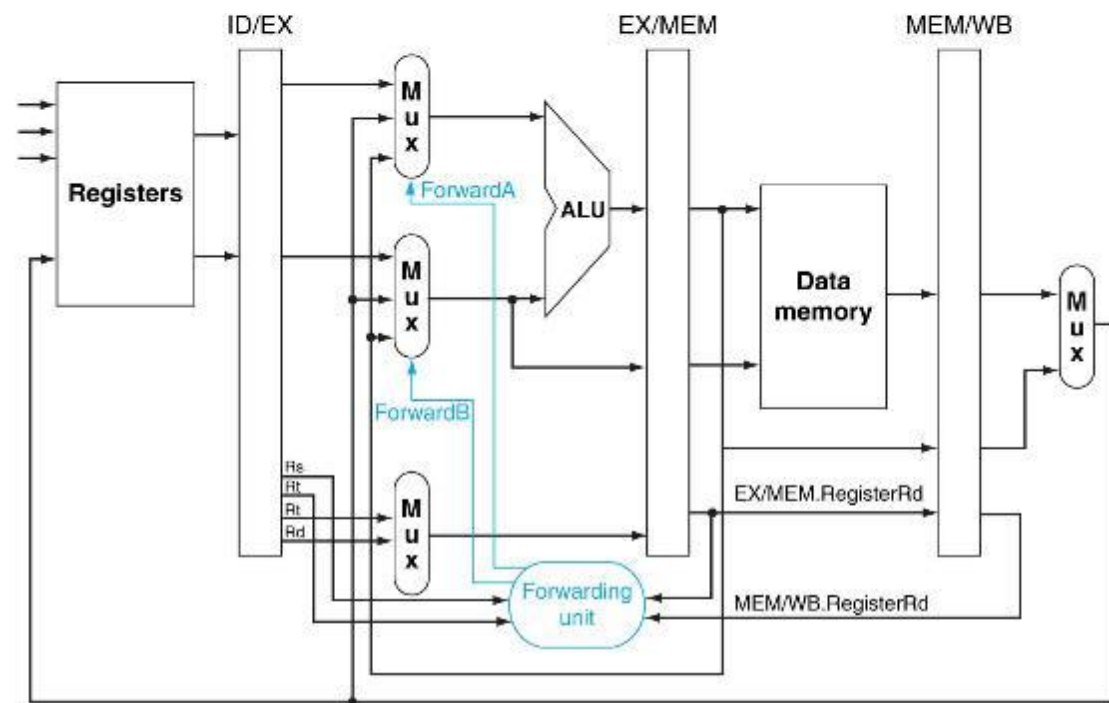 ID/EX
EX/MEM
MEM/WB
Registers
M
u
x
ForwardA
M
u
x
ForwardB
ALU
Data
memory
M
u
x
Rs
Rt
Rt
Rd
M
u
x
EX/MEM.RegisterRd
Forwarding
unit
MEM/WB.RegisterRd